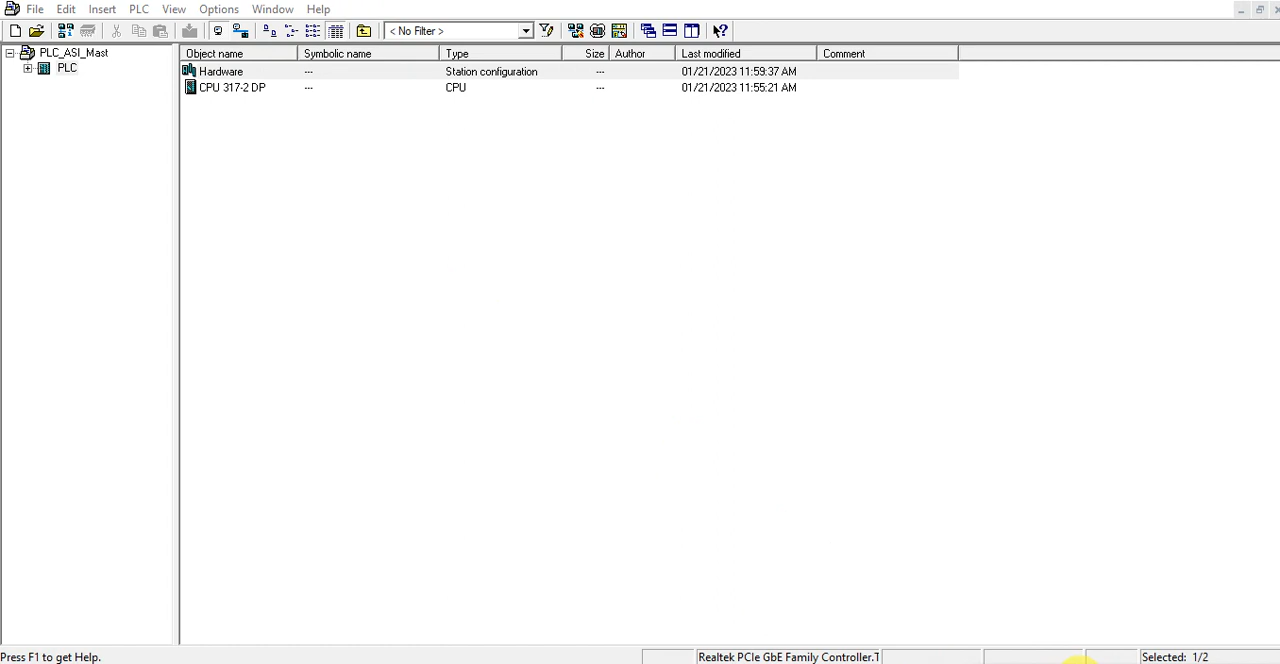 File Edit Insert PLC View Options Window Help
< No Filter >
PLC_ASI_Mast
PLC
Object name Symbolic name Type Size Author Last modified Comment
Hardware --- Station configuration --- 01/21/2023 11:59:37 AM
CPU 317-2 DP --- CPU --- 01/21/2023 11:55:21 AM
Press F1 to get Help. Realtek PCIe GbE Family Controller.T Selected: 1/2